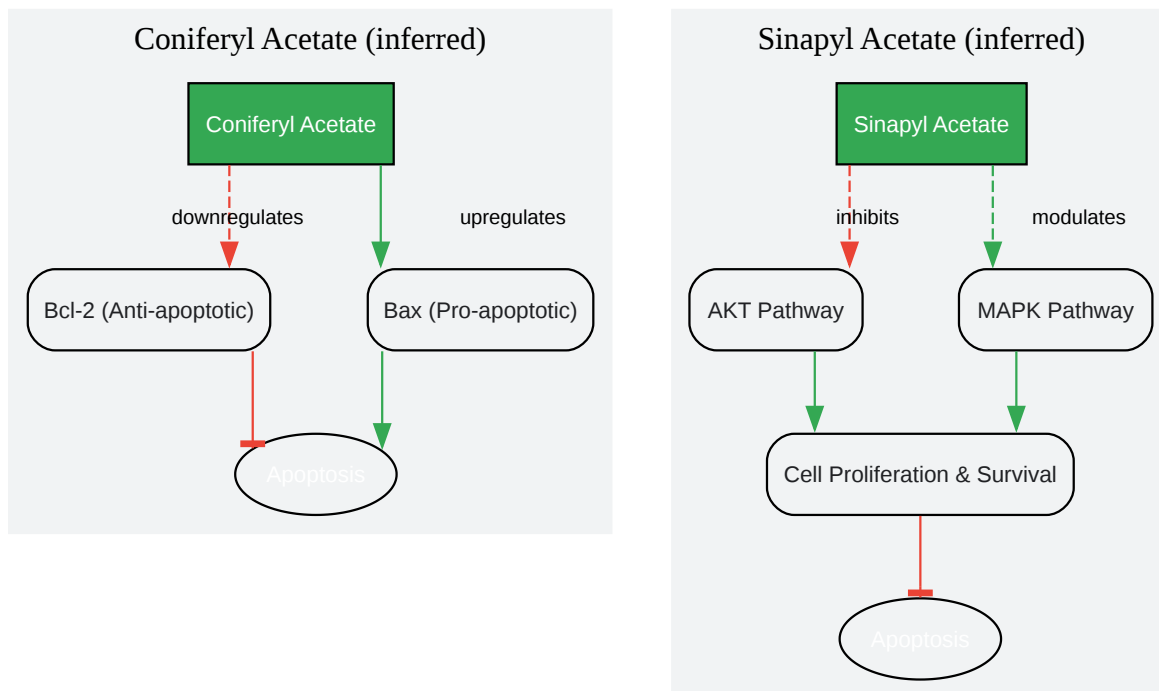 Coniferyl Acetate (inferred)
Coniferyl Acetate
downregulates
upregulates
Bcl-2 (Anti-apoptotic)
Bax (Pro-apoptotic)
Apoptosis
Sinapyl Acetate (inferred)
Sinapyl Acetate
inhibits
modulates
AKT Pathway
MAPK Pathway
Cell Proliferation & Survival
Apoptosis